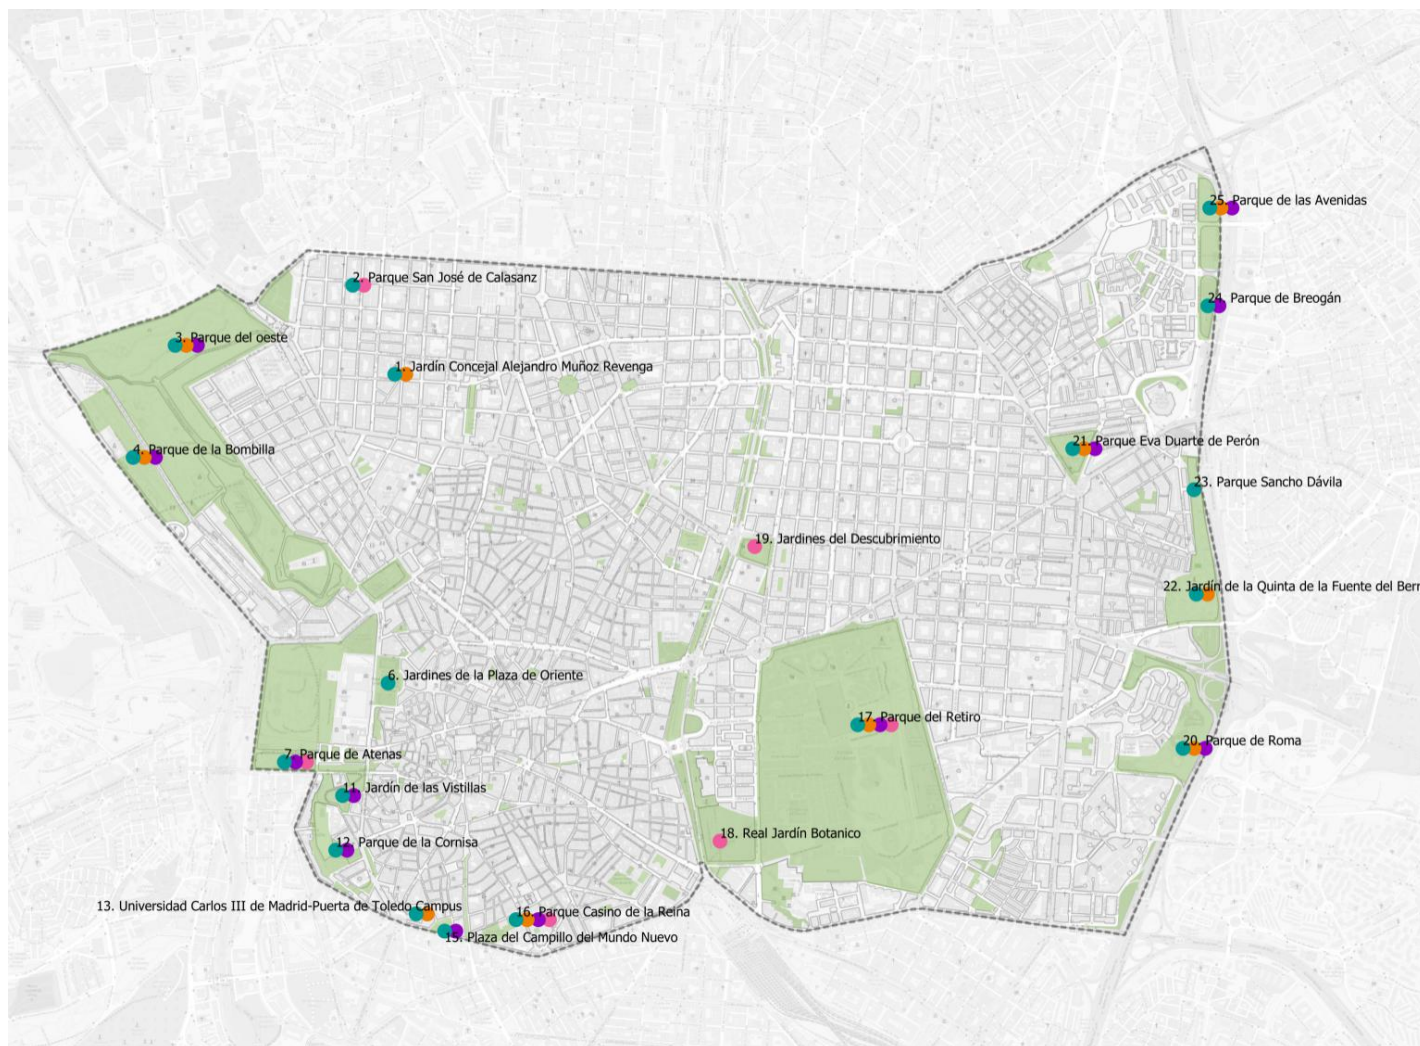 25. Parque de las Avenidas
2. Parque San José de Calasanz
24. Parque de Breogán
3. Parque del oeste
1. Jardín Concejal Alejandro Muñoz Revenga
21. Parque Eva Duarte de Perón
4. Parque de la Bombilla
23. Parque Sancho Dávila
19. Jardines del Descubrimiento
22. Jardín de la Quinta de la Fuente del Berr
6. Jardines de la Plaza de Oriente
17. Parque del Retiro
20. Parque de Roma
7. Parque de Atenas
11. Jardín de las Vistillas
18. Real Jardín Botanico
12. Parque de la Cornisa
13. Universidad Carlos III de Madrid-Puerta de Toledo Campus
16. Parque Casino de la Reina
15. Plaza del Campillo del Mundo Nuevo